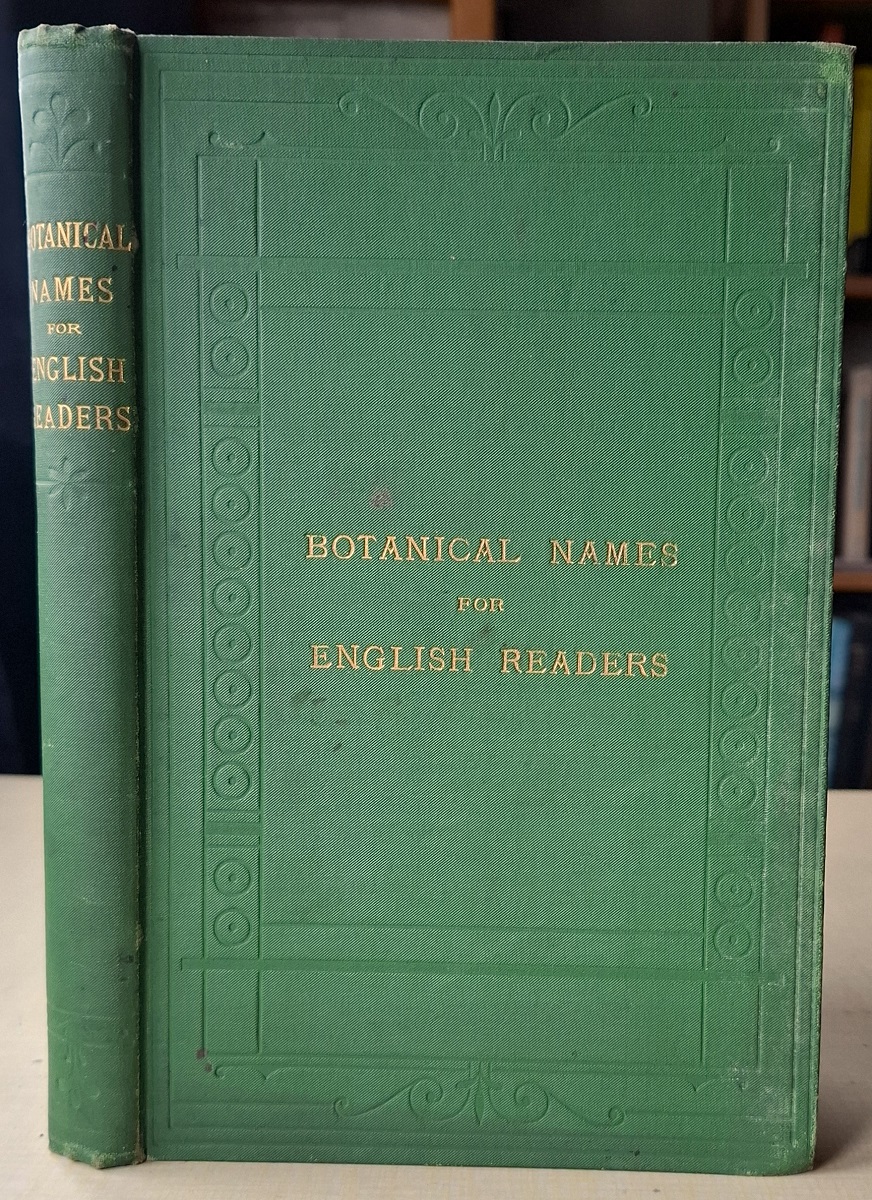 BOTANICAL
NAMES
FOR
ENGLISH
READERS
BOTANICAL NAMES
FOR
ENGLISH READERS